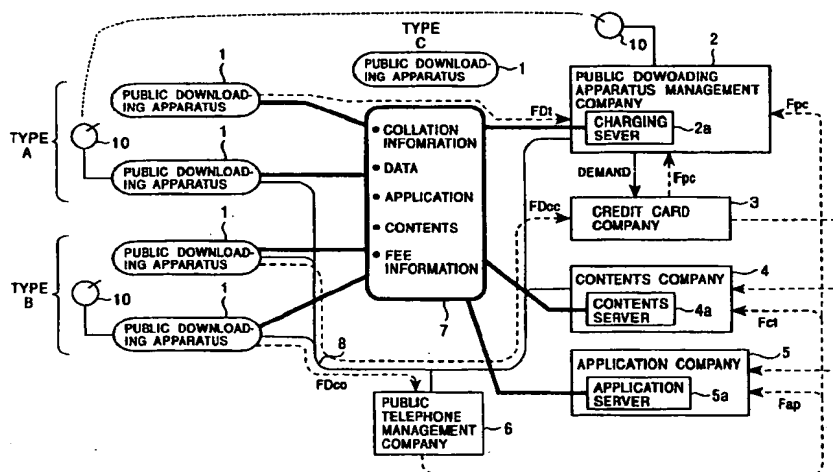 TYPE
C
PUBLIC DOWNLOAD-
ING APPARATUS
1
10
2
PUBLIC DOWOADING
APPARATUS MANAGEMENT
COMPANY
CHARGING
SEVER
2a
Fpc
FDt
1
PUBLIC DOWNLOAD-
ING APPARATUS
TYPE
A
10
1
PUBLIC DOWNLOAD-
ING APPARATUS
• COLLATION
INFOMRATION
• DATA
• APPLICATION
• CONTENTS
• FEE
INFORMATION
7
DEMAND
Fpc
FDcc
CREDIT CARD
COMPANY
3
1
PUBLIC DOWNLOAD-
ING APPARATUS
TYPE
B
10
1
PUBLIC DOWNLOAD-
ING APPARATUS
CONTENTS COMPANY
4
CONTENTS
SERVER
4a
Fct
8
FDco
PUBLIC
TELEPHONE
MANAGEMENT
COMPANY
6
APPLICATION COMPANY
5
APPLICATION
SERVER
5a
Fap